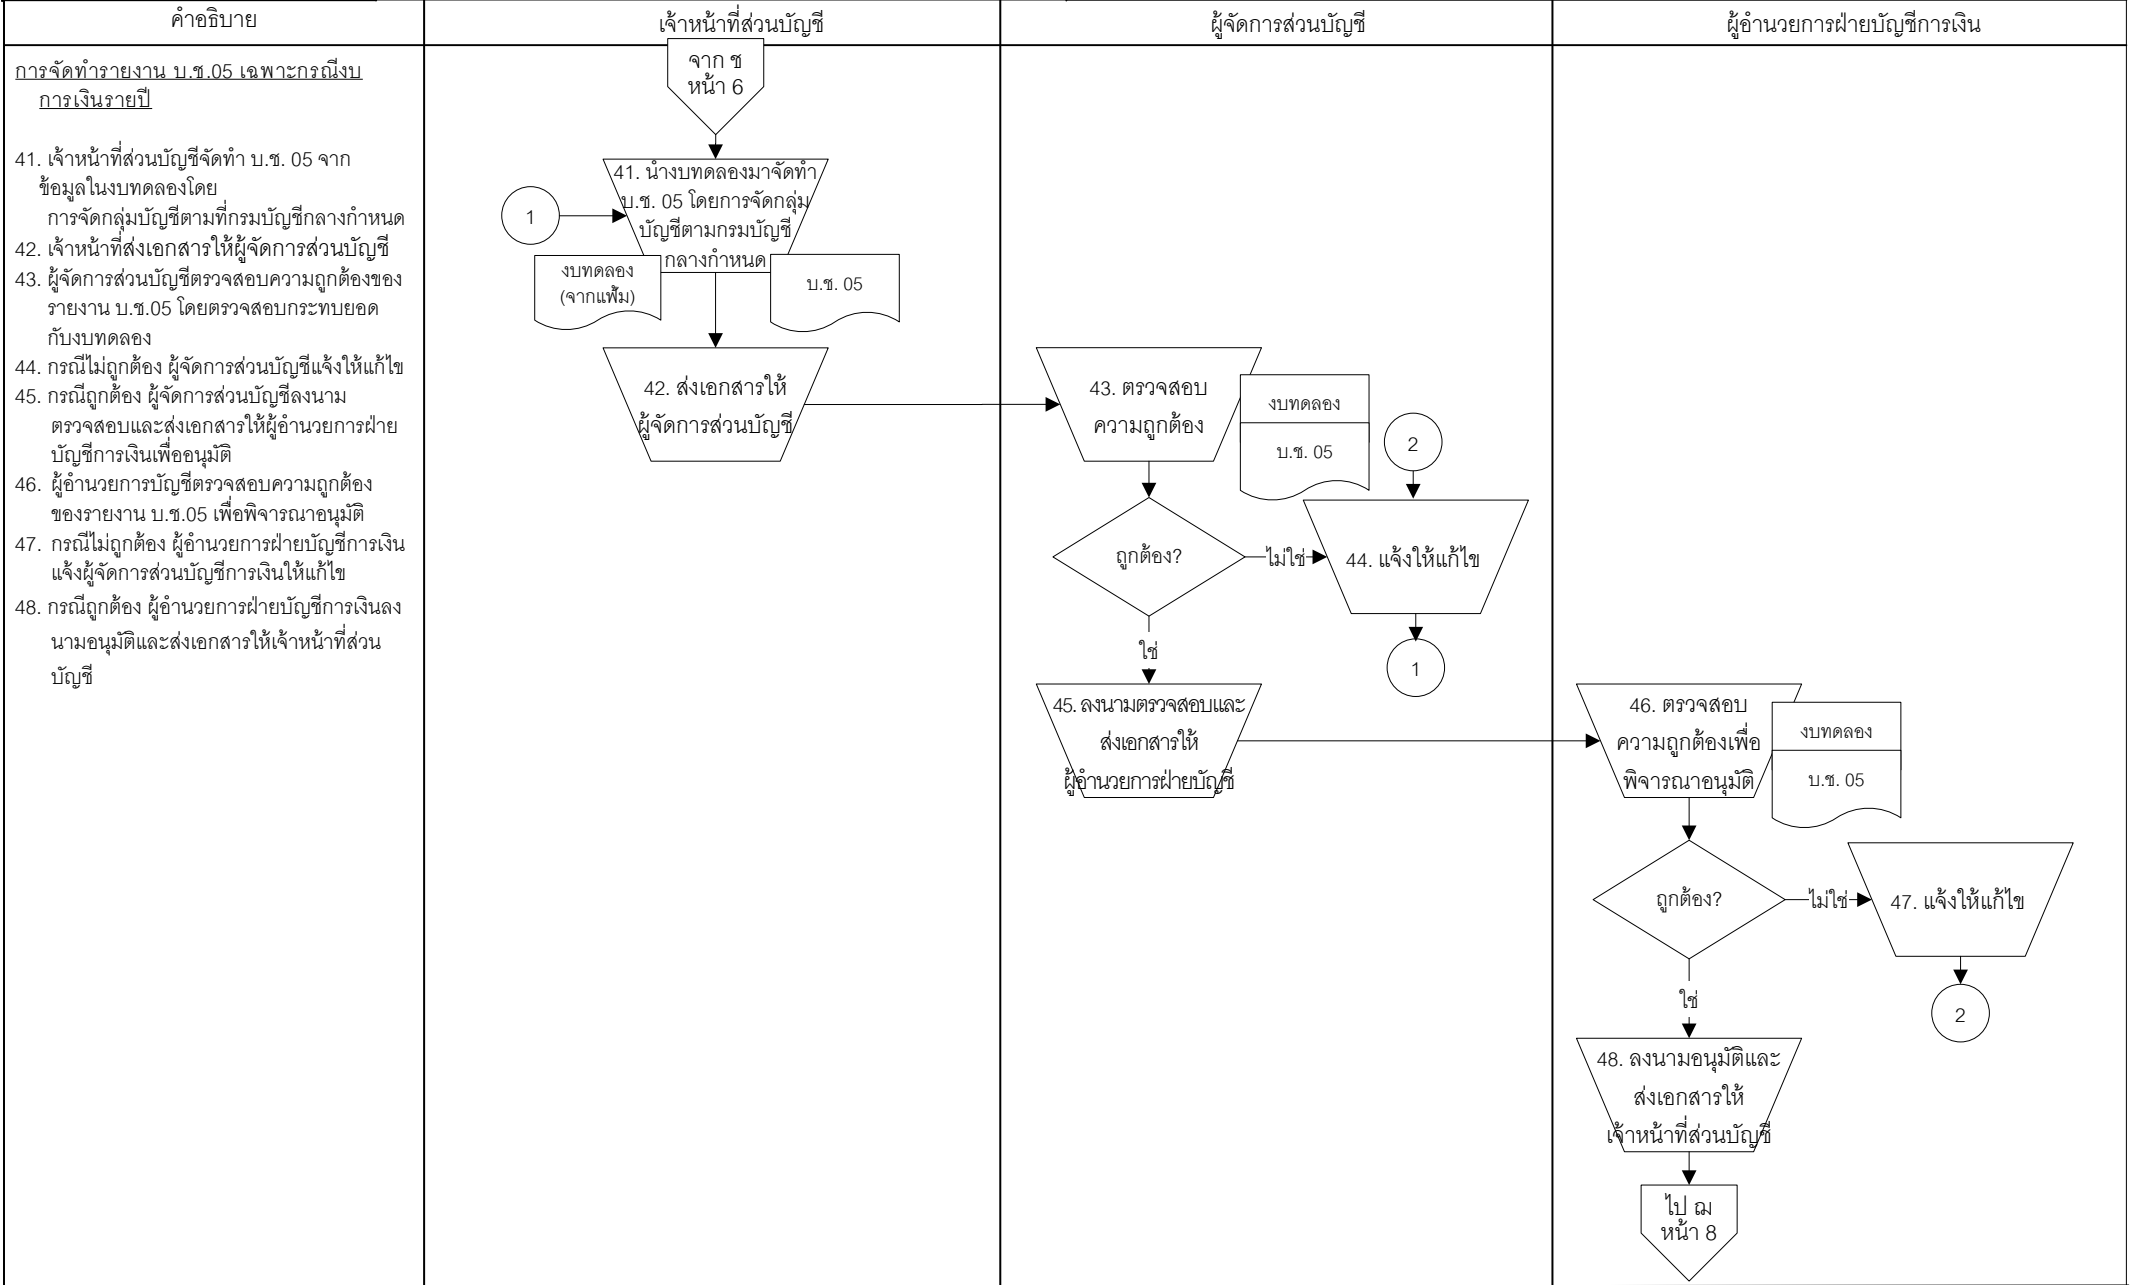 คำอธิบาย
เจ้าหน้าที่ส่วนบัญชี
ผู้จัดการส่วนบัญชี
ผู้อำนวยการฝ่ายบัญชีการเงิน
การจัดทำรายงาน บ.ช.05 เฉพาะกรณีงบ
การเงินรายปี
41. เจ้าหน้าที่ส่วนบัญชีจัดทำ บ.ช. 05 จาก
ข้อมูลในงบทดลองโดย
การจัดกลุ่มบัญชีตามที่กรมบัญชีกลางกำหนด
42. เจ้าหน้าที่ส่งเอกสารให้ผู้จัดการส่วนบัญชี
43. ผู้จัดการส่วนบัญชีตรวจสอบความถูกต้องของ
รายงาน บ.ช.05 โดยตรวจสอบกระทบยอด
กับงบทดลอง
44. กรณีไม่ถูกต้อง ผู้จัดการส่วนบัญชีแจ้งให้แก้ไข
45. กรณีถูกต้อง ผู้จัดการส่วนบัญชีลงนาม
ตรวจสอบและส่งเอกสารให้ผู้อำนวยการฝ่าย
บัญชีการเงินเพื่ออนุมัติ
46. ผู้อำนวยการบัญชีตรวจสอบความถูกต้อง
ของรายงาน บ.ช.05 เพื่อพิจารณาอนุมัติ
47. กรณีไม่ถูกต้อง ผู้อำนวยการฝ่ายบัญชีการเงิน
แจ้งผู้จัดการส่วนบัญชีการเงินให้แก้ไข
48. กรณีถูกต้อง ผู้อำนวยการฝ่ายบัญชีการเงินลง
นามอนุมัติและส่งเอกสารให้เจ้าหน้าที่ส่วน
บัญชี
จาก ช
หน้า 6
41. นำงบทดลองมาจัดทำ
บ.ช. 05 โดยการจัดกลุ่ม
บัญชีตามกรมบัญชี
กลางกำหนด
1
งบทดลอง
(จากแฟ้ม)
บ.ช. 05
42. ส่งเอกสารให้
ผู้จัดการส่วนบัญชี
43. ตรวจสอบ
ความถูกต้อง
งบทดลอง
บ.ช. 05
2
ถูกต้อง?
ไม่ใช่
44. แจ้งให้แก้ไข
1
ใช่
45. ลงนามตรวจสอบและ
ส่งเอกสารให้
ผู้อำนวยการฝ่ายบัญชี
46. ตรวจสอบ
ความถูกต้องเพื่อ
พิจารณาอนุมัติ
งบทดลอง
บ.ช. 05
ถูกต้อง?
ไม่ใช่
47. แจ้งให้แก้ไข
2
ใช่
48. ลงนามอนุมัติและ
ส่งเอกสารให้
เจ้าหน้าที่ส่วนบัญชี
ไป ฌ
หน้า 8